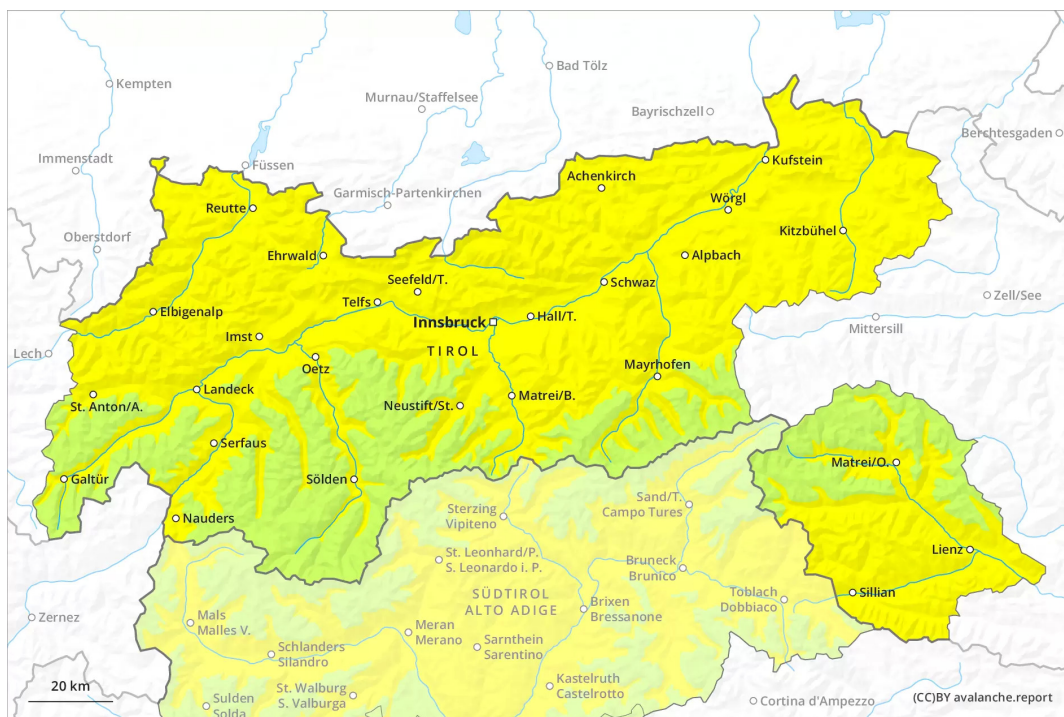 Kempten
Bad Tölz
Murnau/Staffelsee
Bayrischzell
Berchtesgaden
Immenstadt
Füssen
Kufstein
Achenkirch
Garmisch-Partenkirchen
Wörgl
Reutte
Kitzbühel
Oberstdorf
Ehrwald
Alpbach
Seefeld/T.
Schwaz
Zell/See
Telfs
Elbigenalp
Hall/T.
Innsbruck
Mittersill
Imst
Lech
TIROL
Oetz
Mayrhofen
Landeck
St. Anton/A.
Neustift/St.
Matrei/B.
Serfaus
Matrei/O.
Galtür
Sölden
Sand/T.
Campo Tures
Sterzing
Vipiteno
Nauders
Lienz
St. Leonhard/P.
S. Leonardo i. P.
Bruneck
Brunico
Sillian
SÜDTIROL
ALTO ADIGE
Toblach
Dobbiaco
Brixen
Bressanone
Zernez
Mals
Malles V.
Meran
Merano
Sarnthein
Sarentino
Schlanders
Silandro
Kastelruth
Castelrotto
20 km
St. Walburg
S. Valburga
Sulden
Solda
Cortina d'Ampezzo
(CC)BY avalanche.report